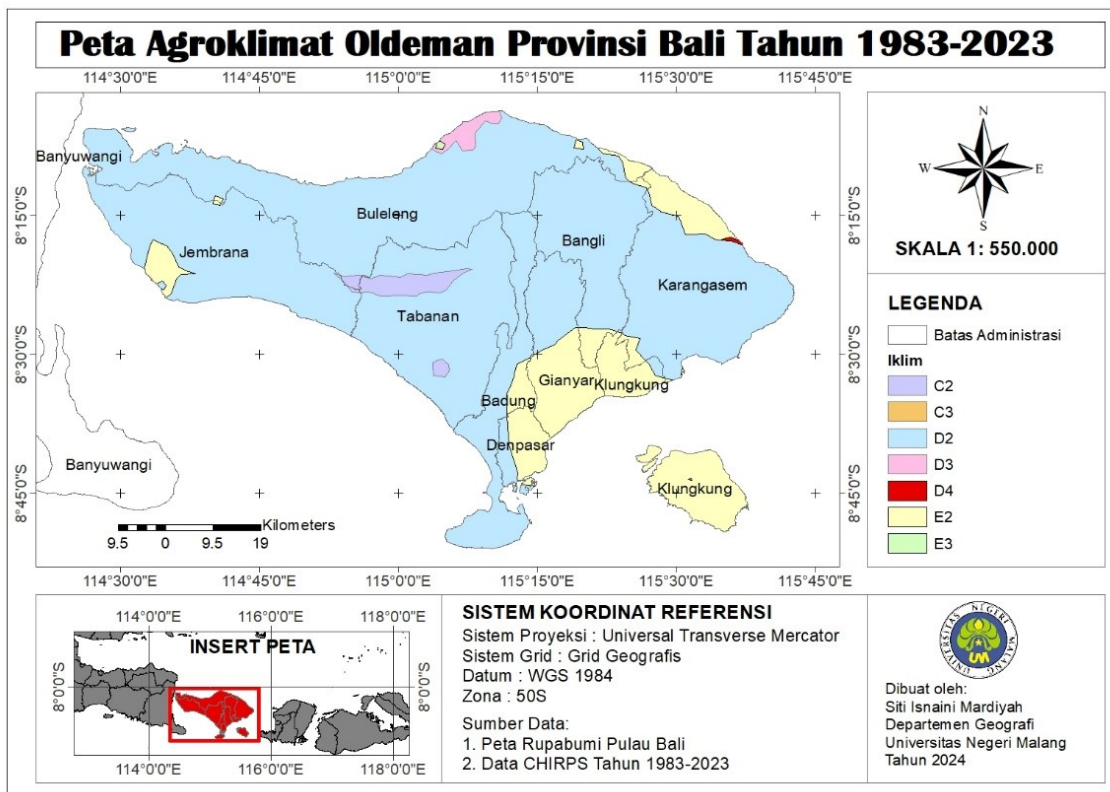 Peta Agroklimat Oldeman Provinsi Bali Tahun 1983-2023
114°30'0"E 114°45'0"E 115°0'0"E 115°15'0"E 115°30'0"E 115°45'0"E
8°15'0"S
8°30'0"S
8°45'0"S
8°15'0"S
8°30'0"S
8°45'0"S
Banyuwangi
Buleleng
Jembrana
Bangli
Karangasem
Tabanan
Gianyar
Klungkung
Badung
Denpasar
Banyuwangi
Klungkung
Kilometers
9.5 0 9.5 19
114°30'0"E 114°45'0"E 115°0'0"E 115°15'0"E 115°30'0"E 115°45'0"E
N
W E
S
SKALA 1: 550.000
LEGENDA
Batas Administrasi
Iklim
C2
C3
D2
D3
D4
E2
E3
114°0'0"E 116°0'0"E 118°0'0"E
INSERT PETA
8°0'0"S
8°0'0"S
114°0'0"E 116°0'0"E 118°0'0"E
SISTEM KOORDINAT REFERENSI
Sistem Proyeksi : Universal Transverse Mercator
Sistem Grid : Grid Geografis
Datum : WGS 1984
Zona : 50S
Sumber Data:
1. Peta Rupabumi Pulau Bali
2. Data CHIRPS Tahun 1983-2023
UNIVERSITAS NEGERI MALANG
UM
Dibuat oleh:
Siti Isnaini Mardiyah
Departemen Geografi
Universitas Negeri Malang
Tahun 2024